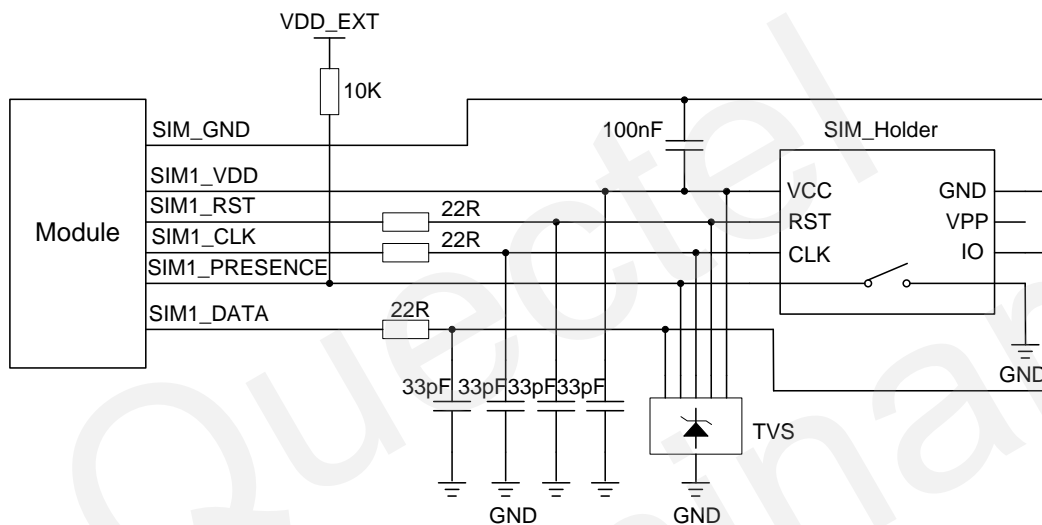 VDD_EXT
10K
SIM_GND
100nF
SIM_Holder
SIM1_VDD
VCC
GND
SIM1_RST
22R
RST
VPP
Module
SIM1_CLK
22R
CLK
IO
SIM1_PRESENCE
SIM1_DATA
22R
GND
33pF 33pF 33pF 33pF
TVS
GND
GND
Quectel